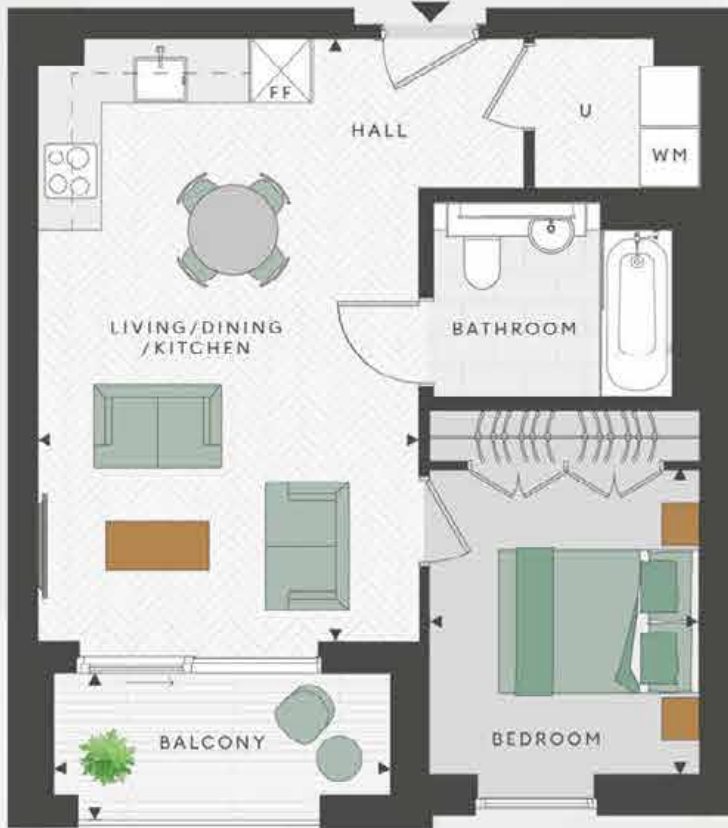 FF
HALL
U
WM
LIVING/DINING
/KITCHEN
BATHROOM
BALCONY
BEDROOM